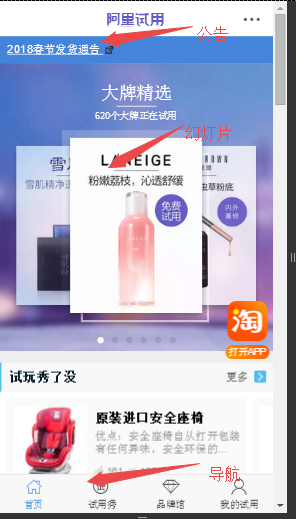 阿里试用
公告
2018春节发货通告
大牌精选
620个大牌正在试用
幻灯片
LANEIGE
粉嫩荔枝，沁透舒缓
虫草粉底
雪肌精净
免费
试用
内外
兼修
淘
打开APP
试玩秀了没
更多
原装进口安全座椅
优点：安全座椅自从打开包装
有任何异味，安全环保的...
导航
首页
试用秀
品牌馆
我的试用